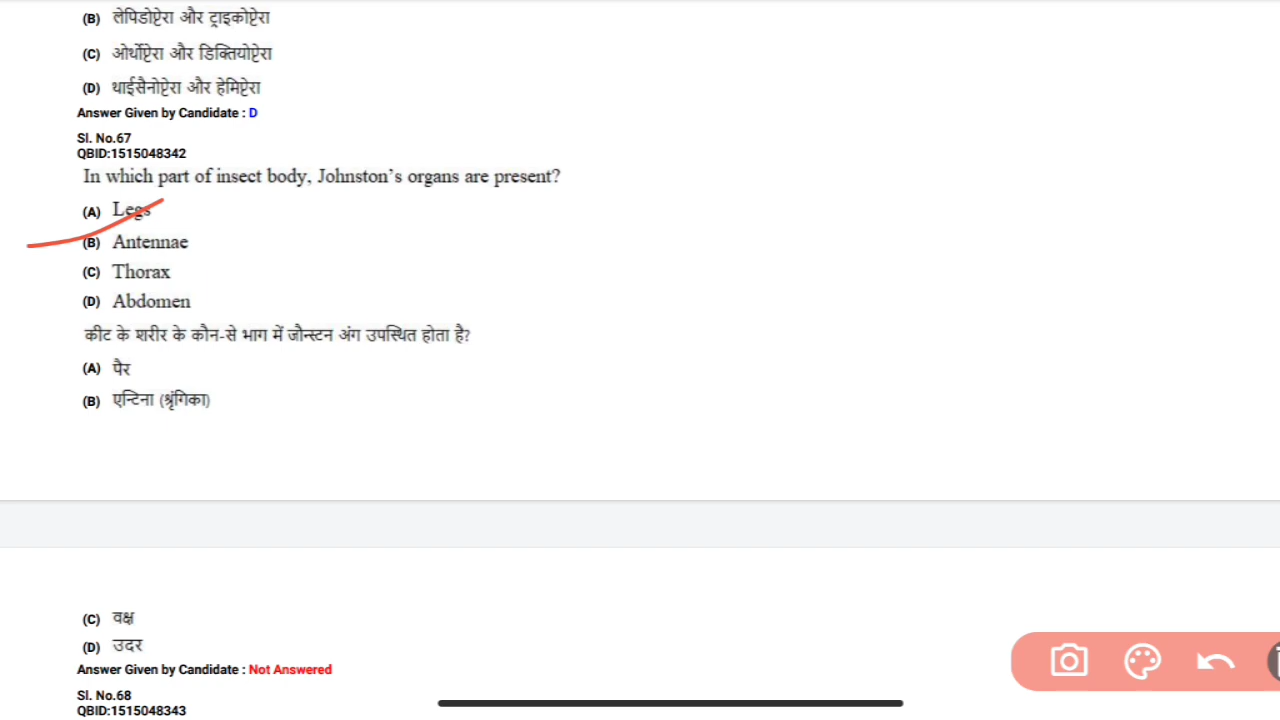 (B) लेपिडोप्टेरा और ट्राइकोप्टेरा
(C) ओर्थोप्टेरा और डिक्तियोप्टेरा
(D) थाईसैनोप्टेरा और हेमिप्टेरा
Answer Given by Candidate : D
Sl. No.67
QBID:1515048342
In which part of insect body, Johnston’s organs are present?
(A) Legs
(B) Antennae
(C) Thorax
(D) Abdomen
कीट के शरीर के कौन-से भाग में जौन्स्टन अंग उपस्थित होता है?
(A) पैर
(B) एन्टिना (श्रृंगिका)
(C) वक्ष
(D) उदर
Answer Given by Candidate : Not Answered
Sl. No.68
QBID:1515048343